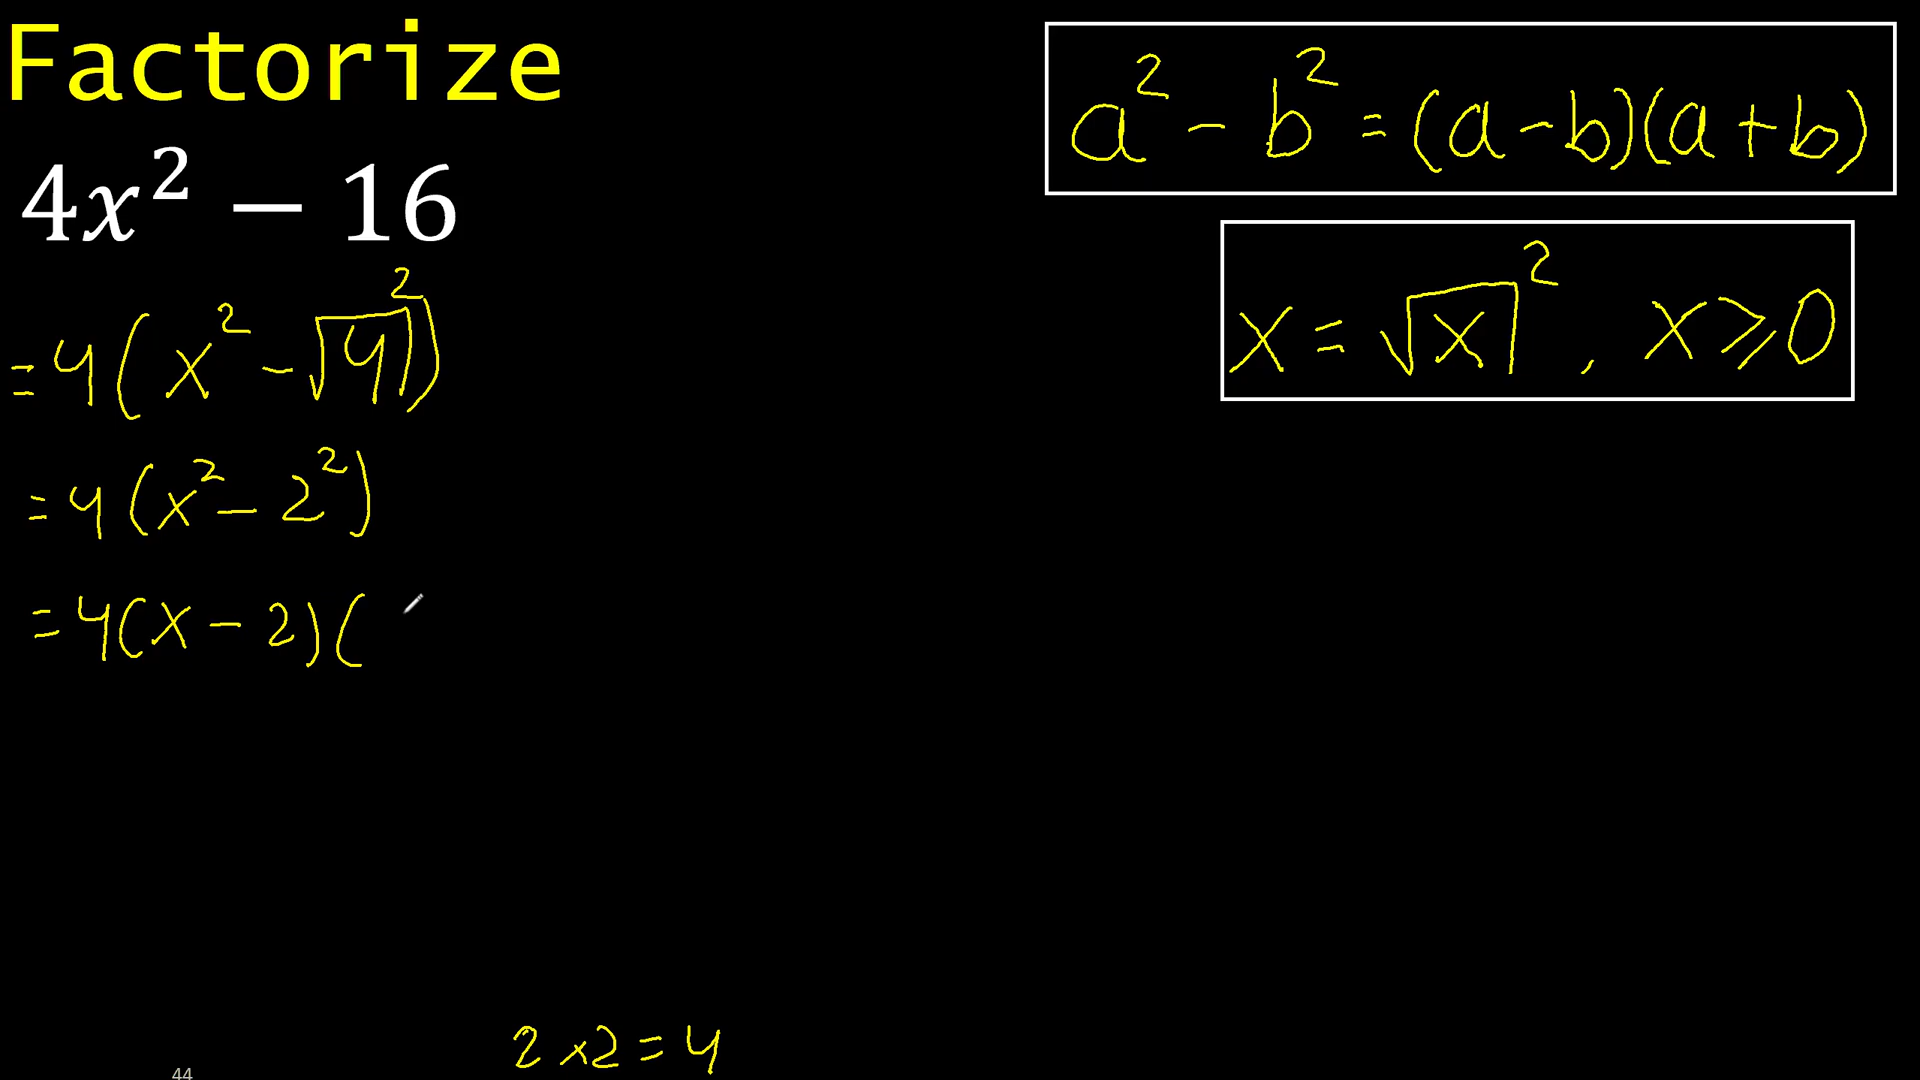 Factorize
4x² − 16
= 4(x² − √4²)
= 4(x² − 2²)
= 4(x − 2)(
a² − b² = (a − b)(a + b)
x = √x², x ⩾ 0
2 × 2 = 4
44